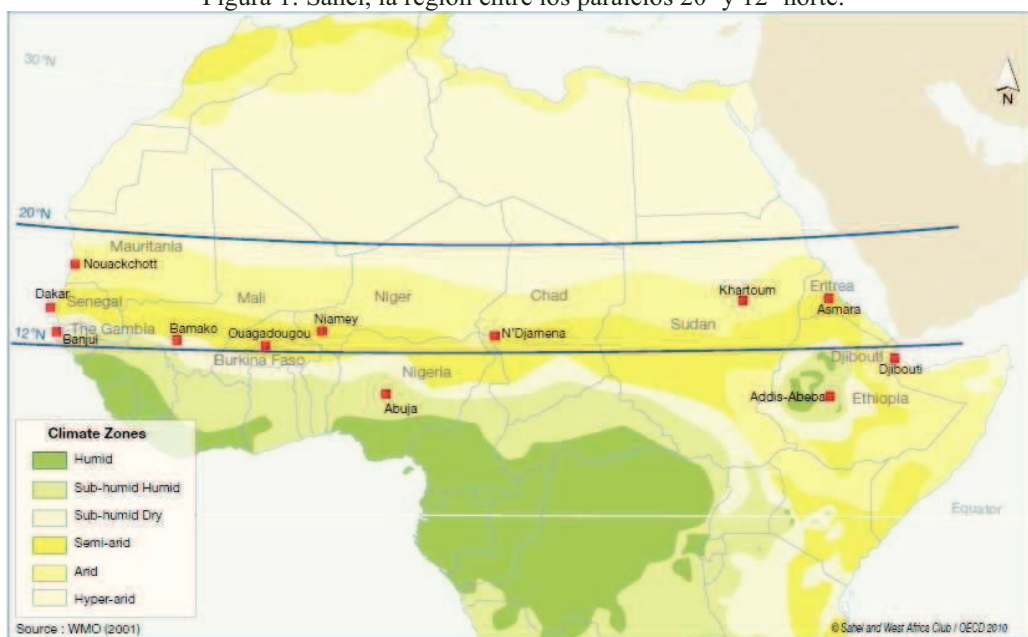 Figura 1: Sahel, la región entre los paralelos 20° y 12° norte.
30°N
N
20°N
Mauritania
Nouackchott
Dakar
Senegal
Mali
Niger
Chad
Khartoum
Eritrea
Asmara
12°N
The Gambia
Banjul
Bamako
Ouagadougou
Niamey
N'Djamena
Sudan
Burkina Faso
Nigeria
Djibouti
Djibouti
Abuja
Addis-Abeba
Ethiopia
Climate Zones
Humid
Sub-humid Humid
Sub-humid Dry
Semi-arid
Arid
Hyper-arid
Equator
Source : WMO (2001)
© Sahel and West Africa Club / OECD 2010